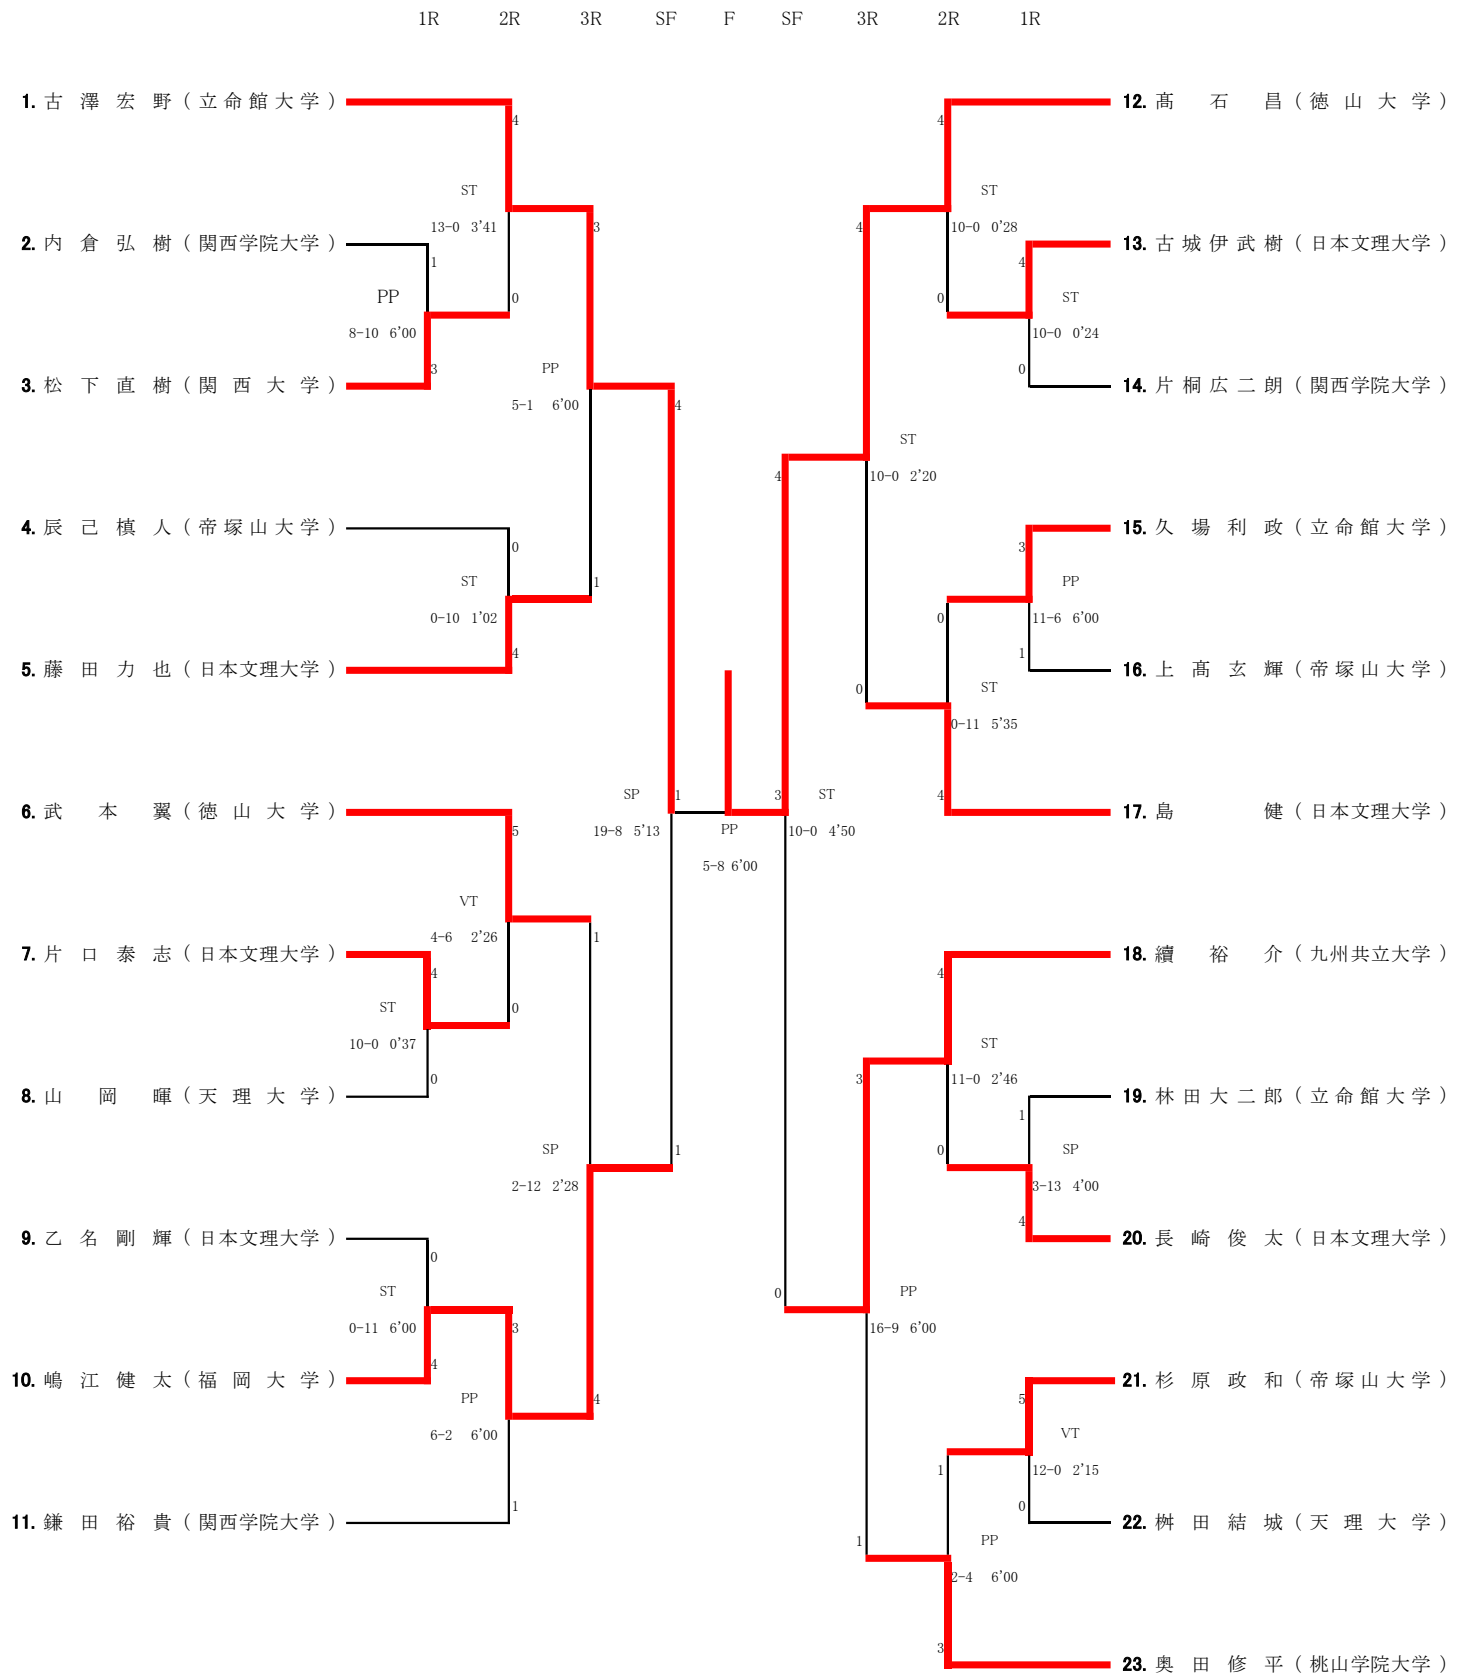 1R 2R 3R SF F SF 3R 2R 1R
1. 古澤宏野（立命館大学） 12. 髙石昌（徳山大学）
4 4
ST ST
13-0 3'41 3 4 10-0 0'28
2. 内倉弘樹（関西学院大学） 13. 古城伊武樹（日本文理大学）
1 4
PP 0 0 ST
8-10 6'00 10-0 0'24
3 PP 0
3. 松下直樹（関西大学） 14. 片桐広二朗（関西学院大学）
5-1 6'00 4
ST
4 10-0 2'20
4. 辰己槙人（帝塚山大学） 15. 久場利政（立命館大学）
0 3
ST 1 PP
0-10 1'02 0 11-6 6'00
4 1
5. 藤田力也（日本文理大学） 16. 上髙玄輝（帝塚山大学）
0 ST
0-11 5'35
SP 1 3 ST 4
6. 武本翼（徳山大学） 17. 島健（日本文理大学）
5 19-8 5'13 PP 10-0 4'50
5-8 6'00
VT
4-6 2'26 1
7. 片口泰志（日本文理大学） 18. 續裕介（九州共立大学）
4 4
ST 0
10-0 0'37 ST
0 3 11-0 2'46
8. 山岡暉（天理大学） 19. 林田大二郎（立命館大学）
1
SP 1 0 SP
2-12 2'28 3-13 4'00
4
9. 乙名剛輝（日本文理大学） 20. 長崎俊太（日本文理大学）
0
ST 0 PP
0-11 6'00 3 16-9 6'00
4
10. 嶋江健太（福岡大学） 21. 杉原政和（帝塚山大学）
PP 4 5
6-2 6'00 VT
1 12-0 2'15
1 0
11. 鎌田裕貴（関西学院大学） 22. 桝田結城（天理大学）
1 PP
2-4 6'00
3
23. 奥田修平（桃山学院大学）